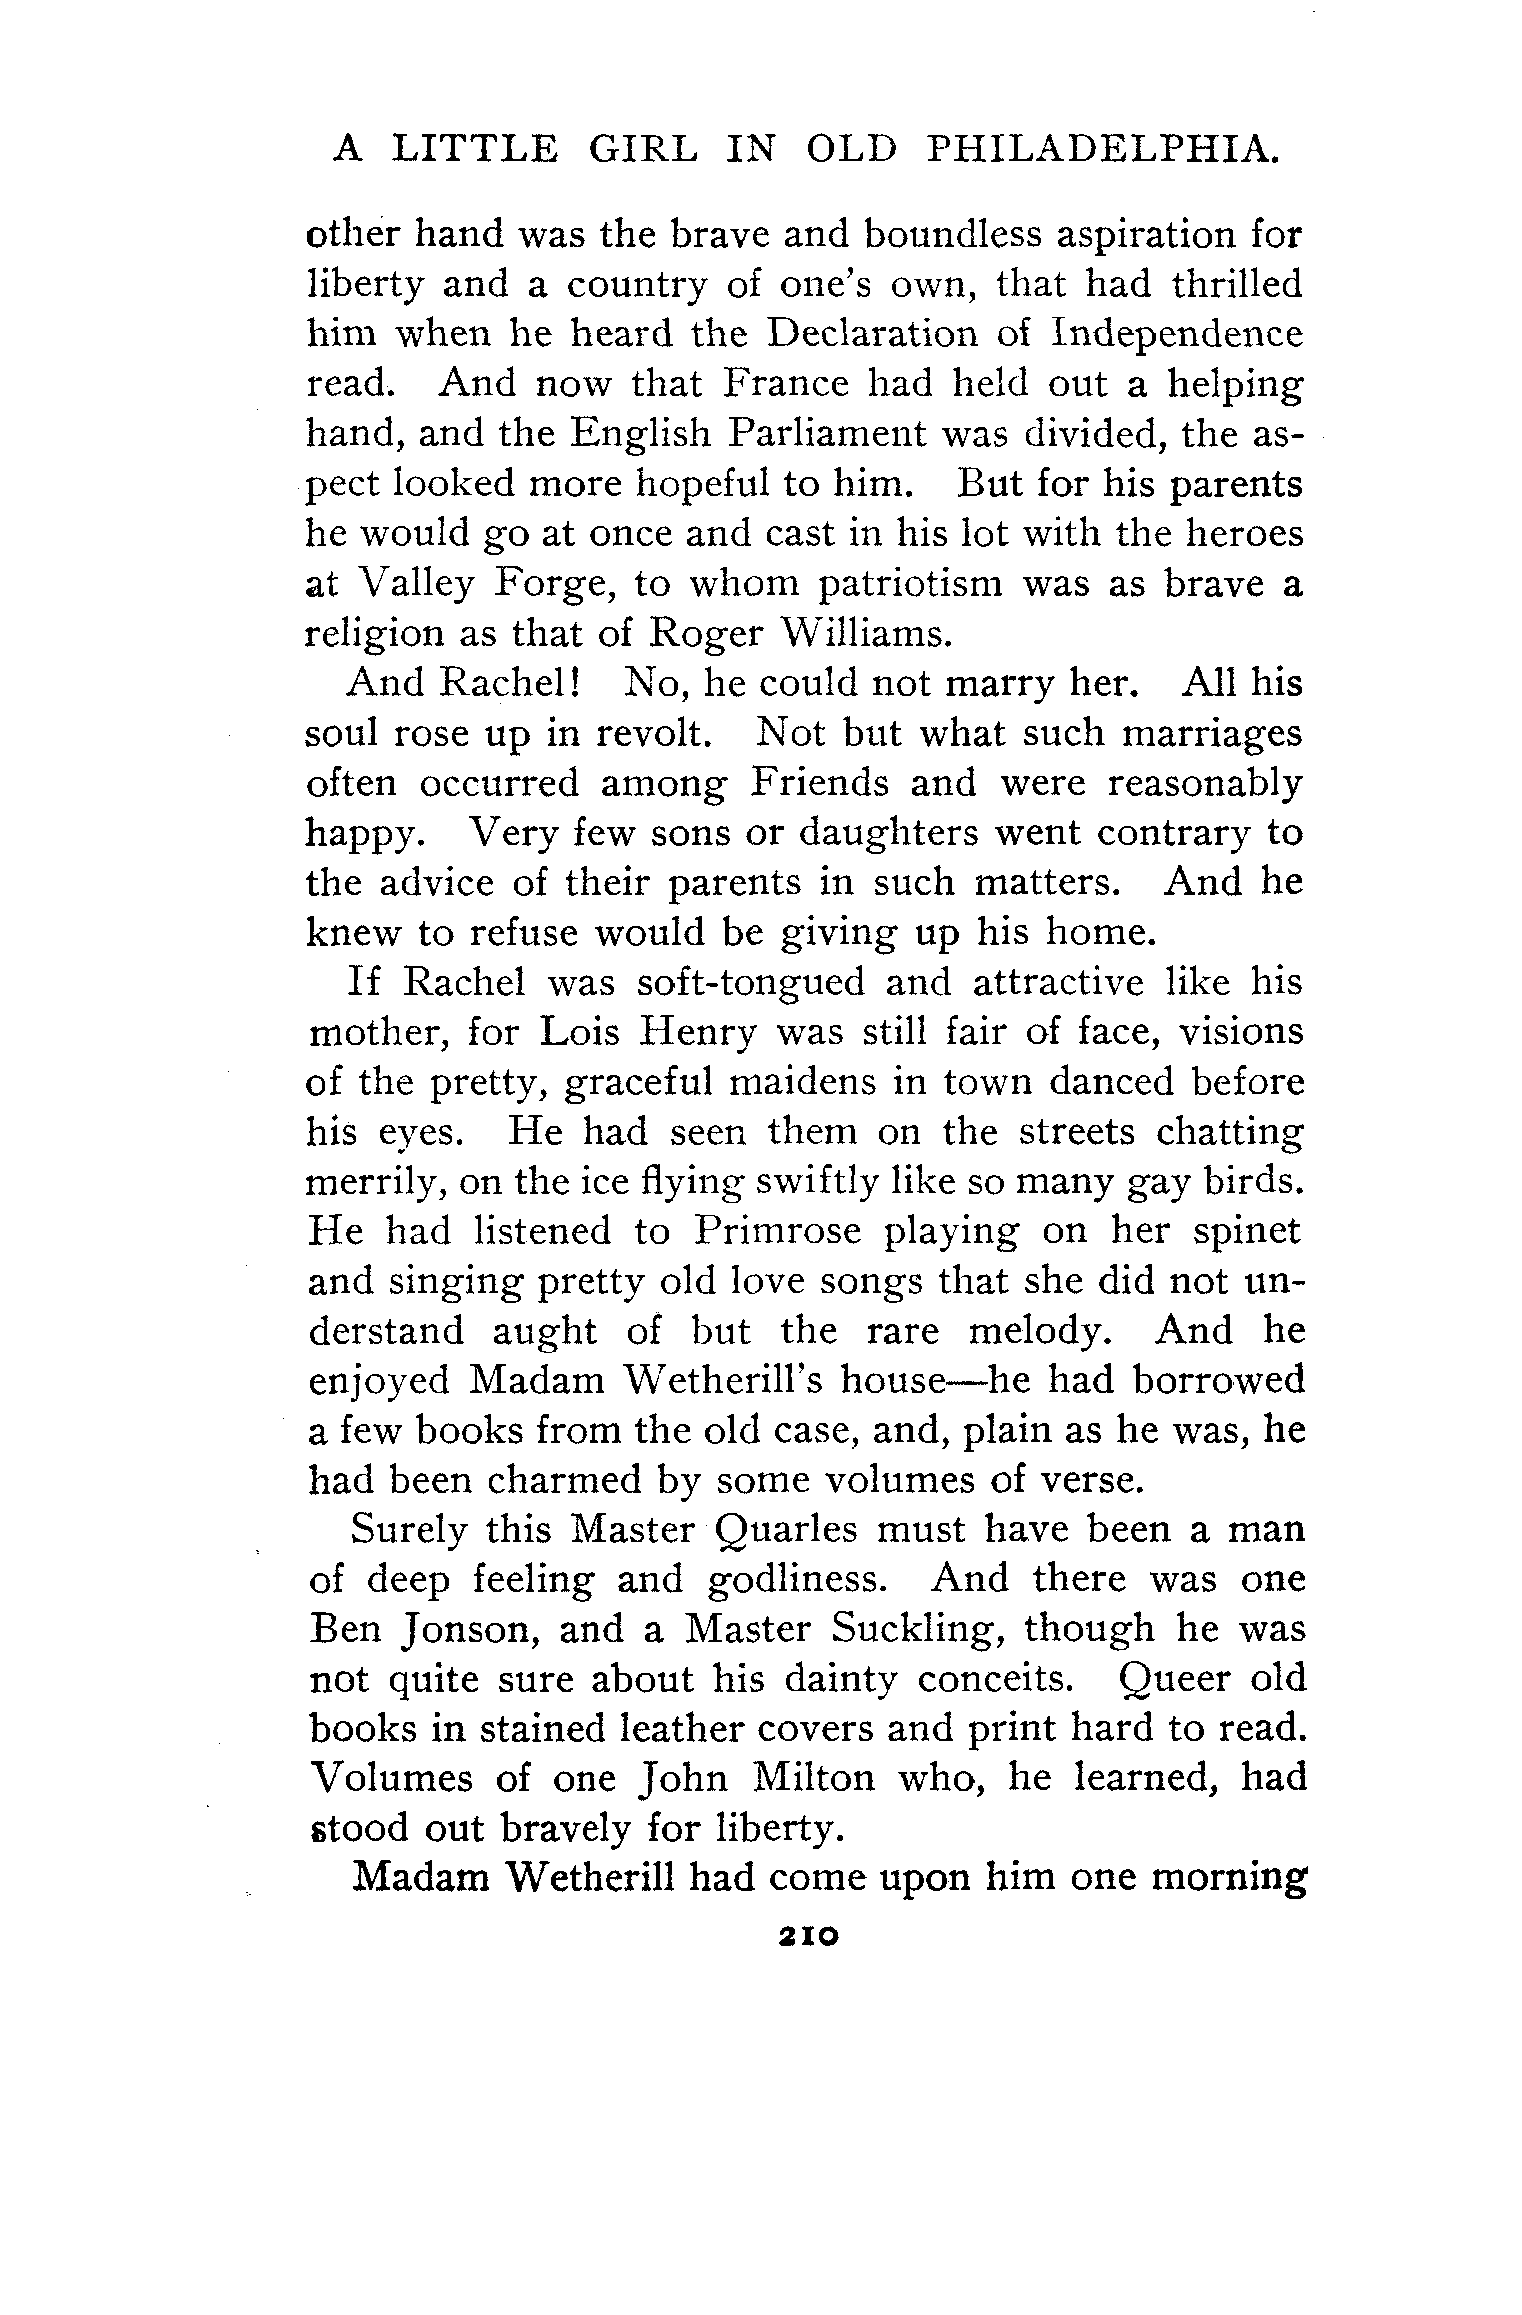 A LITTLE GIRL IN OLD PHILADELPHIA.
other hand was the brave and boundless aspiration for
liberty and a country of one's own, that had thrilled
him when he heard the Declaration of Independence
read. And now that France had held out a helping
hand, and the English Parliament was divided, the as-
pect looked more hopeful to him. But for his parents
he would go at once and cast in his lot with the heroes
at Valley Forge, to whom patriotism was as brave a
religion as that of Roger Williams.
And Rachel! No, he could not marry her. All his
soul rose up in revolt. Not but what such marriages
often occurred among Friends and were reasonably
happy. Very few sons or daughters went contrary to
the advice of their parents in such matters. And he
knew to refuse would be giving up his home.
If Rachel was soft-tongued and attractive like his
mother, for Lois Henry was still fair of face, visions
of the pretty, graceful maidens in town danced before
his eyes. He had seen them on the streets chatting
merrily, on the ice flying swiftly like so many gay birds.
He had listened to Primrose playing on her spinet
and singing pretty old love songs that she did not un-
derstand aught of but the rare melody. And he
enjoyed Madam Wetherill's house—he had borrowed
a few books from the old case, and, plain as he was, he
had been charmed by some volumes of verse.
Surely this Master Quarles must have been a man
of deep feeling and godliness. And there was one
Ben Jonson, and a Master Suckling, though he was
not quite sure about his dainty conceits. Queer old
books in stained leather covers and print hard to read.
Volumes of one John Milton who, he learned, had
stood out bravely for liberty.
Madam Wetherill had come upon him one morning
210